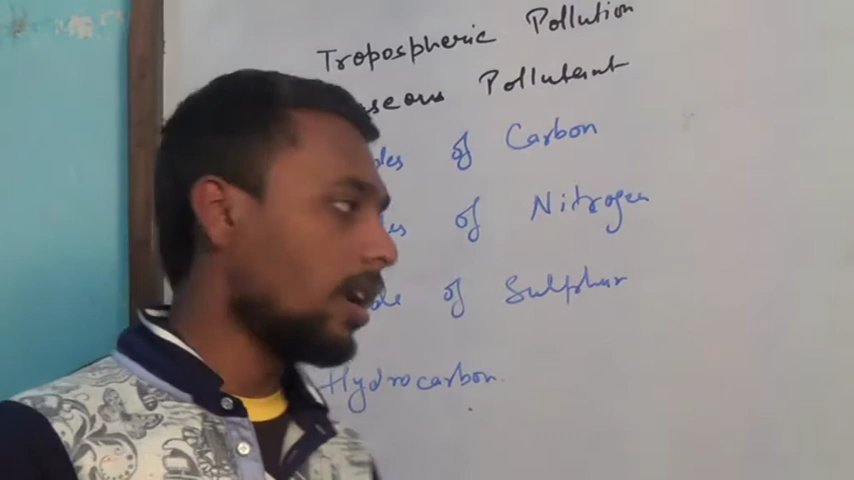 Tropospheric Pollution
Pollutant
of Carbon
of Nitrogen
of Sulphur
Hydrocarbon